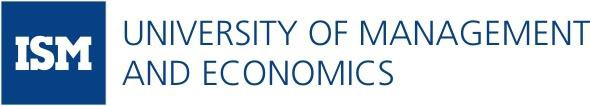 ISM
UNIVERSITY OF MANAGEMENT
AND ECONOMICS